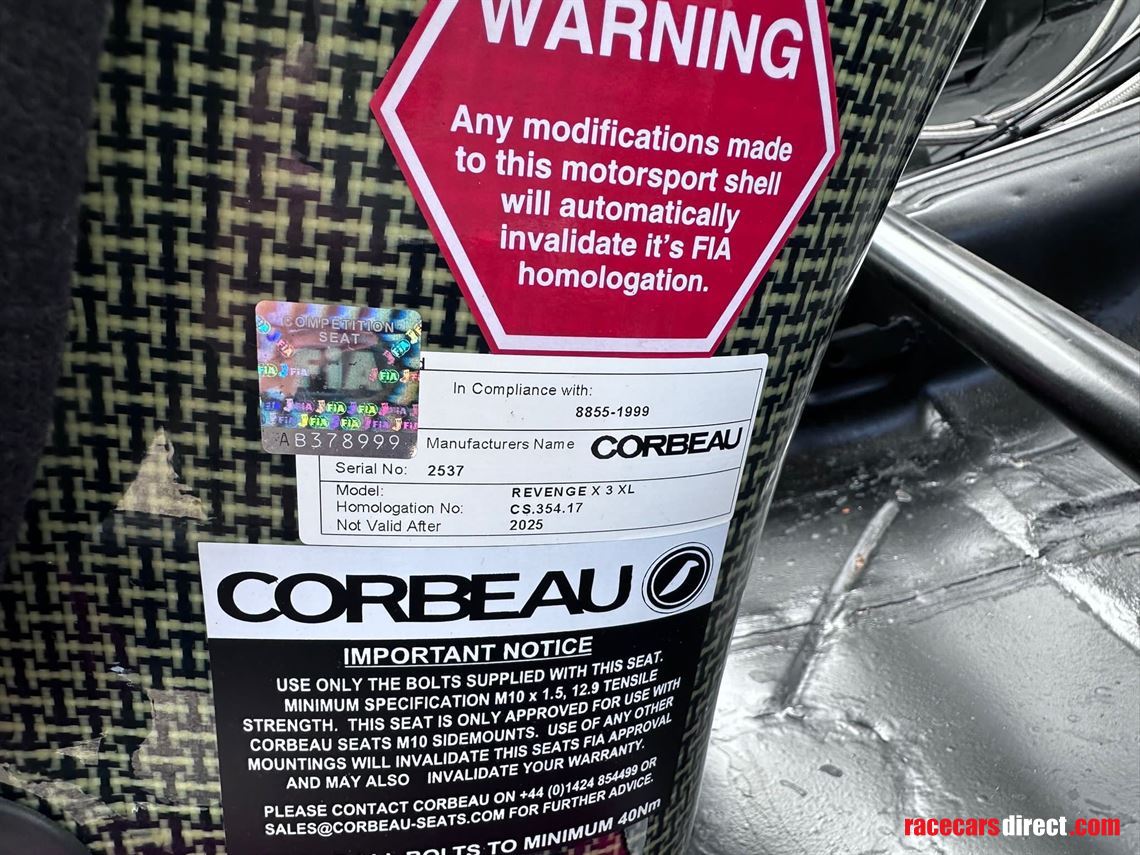 WARNING
Any modifications made
to this motorsport shell
will automatically
invalidate it's FIA
homologation.
COMPETITION
SEAT
FIA
AB378999
In Compliance with:
8855-1999
Manufacturers Name CORBEAU
Serial No: 2537
Model: REVENGE X 3 XL
Homologation No: CS.354.17
Not Valid After 2025
CORBEAU
IMPORTANT NOTICE
USE ONLY THE BOLTS SUPPLIED WITH THIS SEAT.
MINIMUM SPECIFICATION M10 x 1.5, 12.9 TENSILE
STRENGTH. THIS SEAT IS ONLY APPROVED FOR USE WITH
CORBEAU SEATS M10 SIDEMOUNTS. USE OF ANY OTHER
MOUNTINGS WILL INVALIDATE THIS SEATS FIA APPROVAL
AND MAY ALSO INVALIDATE YOUR WARRANTY.
PLEASE CONTACT CORBEAU ON +44 (0)1424 854499 OR
SALES@CORBEAU-SEATS.COM FOR FURTHER ADVICE.
BOLTS TO MINIMUM 40Nm
racecarsdirect.com